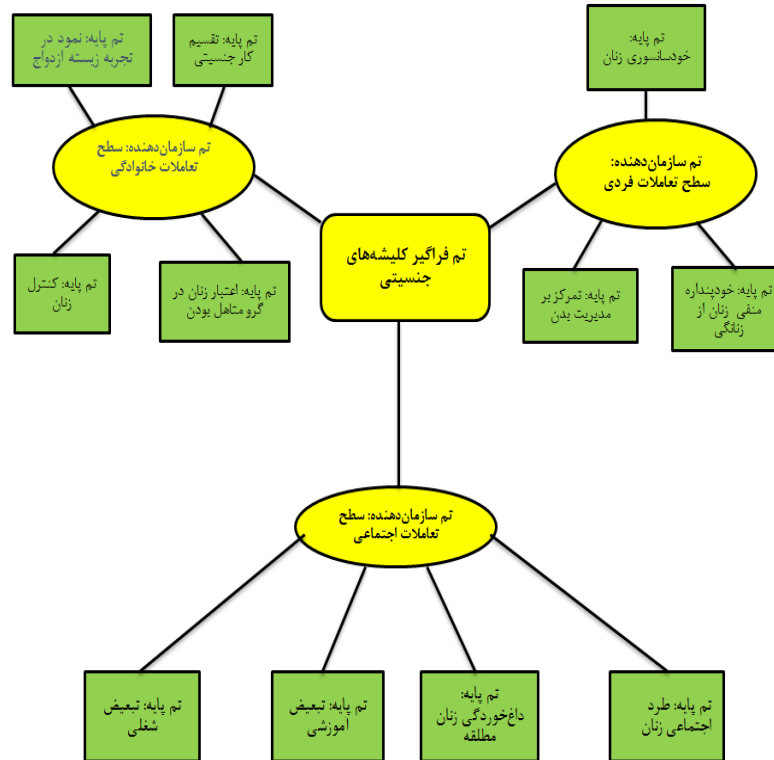 تم پایه: نمود در
تجربه زیسته ازدواج
تم پایه: تقسیم
کار جنسیتی
تم پایه:
خودسانسوری زنان
تم سازمان‌دهنده: سطح
تعاملات خانوادگی
تم سازمان‌دهنده:
سطح تعاملات فردی
تم فراگیر کلیشه‌های
جنسیتی
تم پایه: کنترل
زنان
تم پایه: اعتبار زنان در
گرو متاهل بودن
تم پایه: تمرکز بر
مدیریت بدن
تم پایه: خودپنداره
منفی زنان از
زنانگی
تم سازمان‌دهنده: سطح
تعاملات اجتماعی
تم پایه: تبعیض
شغلی
تم پایه: تبعیض
آموزشی
تم پایه:
داغ‌خوردگی زنان
مطلقه
تم پایه: طرد
اجتماعی زنان